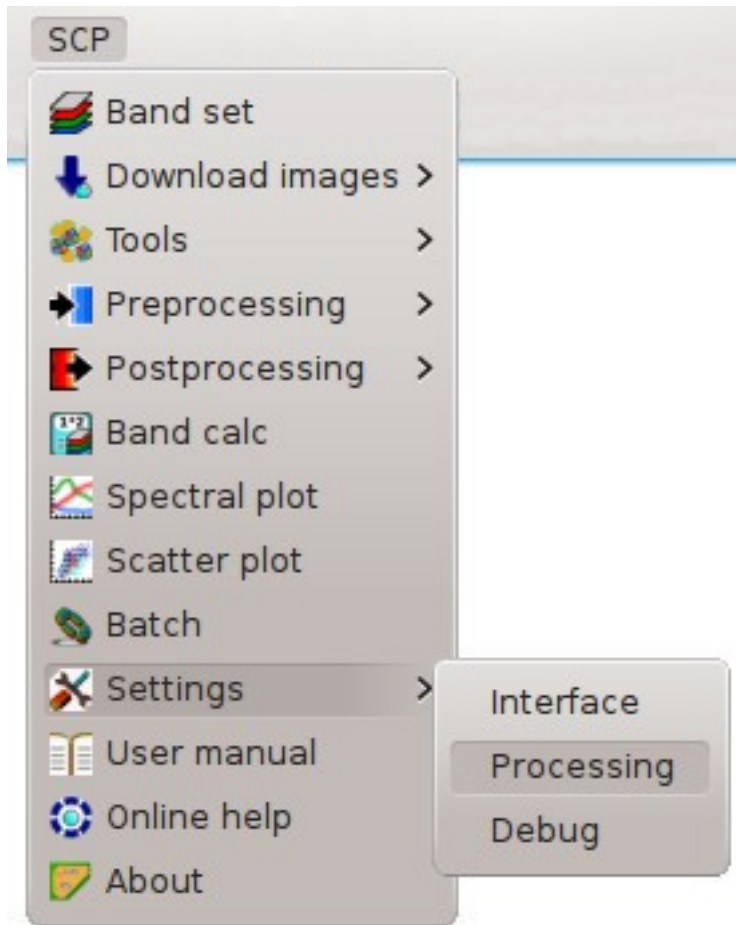 SCP
Band set
Download images
Tools
Preprocessing
Postprocessing
Band calc
Spectral plot
Scatter plot
Batch
Settings
Interface
Processing
Debug
User manual
Online help
About